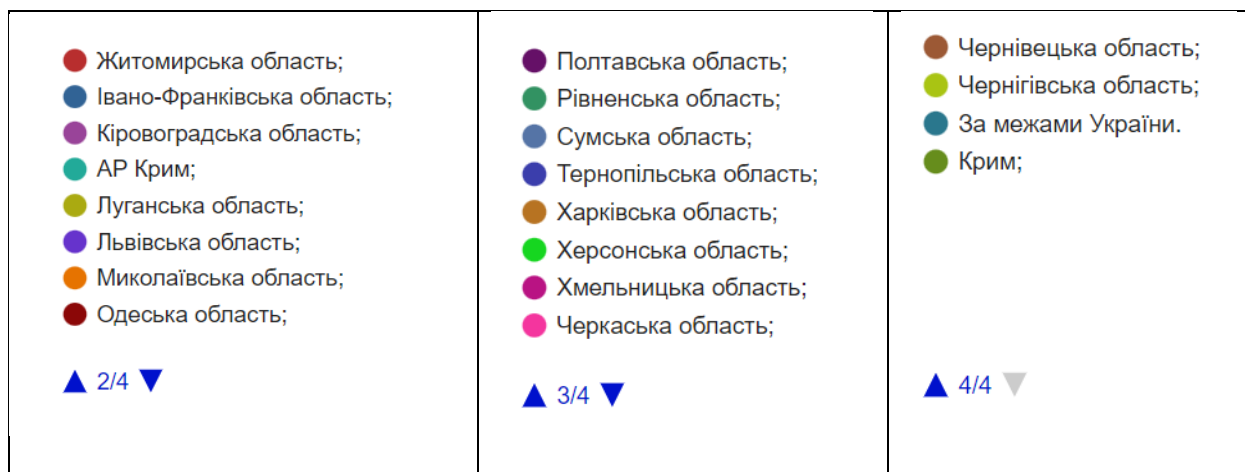 Житомирська область;
Івано-Франківська область;
Кіровоградська область;
АР Крим;
Луганська область;
Львівська область;
Миколаївська область;
Одеська область;
▲ 2/4 ▼
Полтавська область;
Рівненська область;
Сумська область;
Тернопільська область;
Харківська область;
Херсонська область;
Хмельницька область;
Черкаська область;
▲ 3/4 ▼
Чернівецька область;
Чернігівська область;
За межами України.
Крим;
▲ 4/4 ▼